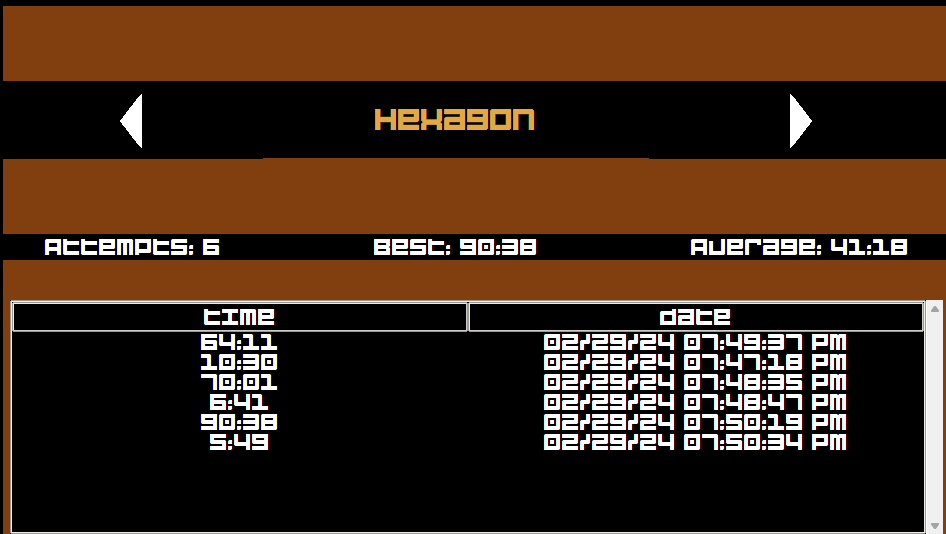 Hexagon
Attempts: 6 Best: 90:38 Average: 41:18
time date
64:11 02/29/24 07:49:37 PM
10:30 02/29/24 07:47:18 PM
70:01 02/29/24 07:48:35 PM
6:41 02/29/24 07:48:47 PM
90:38 02/29/24 07:50:19 PM
5:49 02/29/24 07:50:34 PM